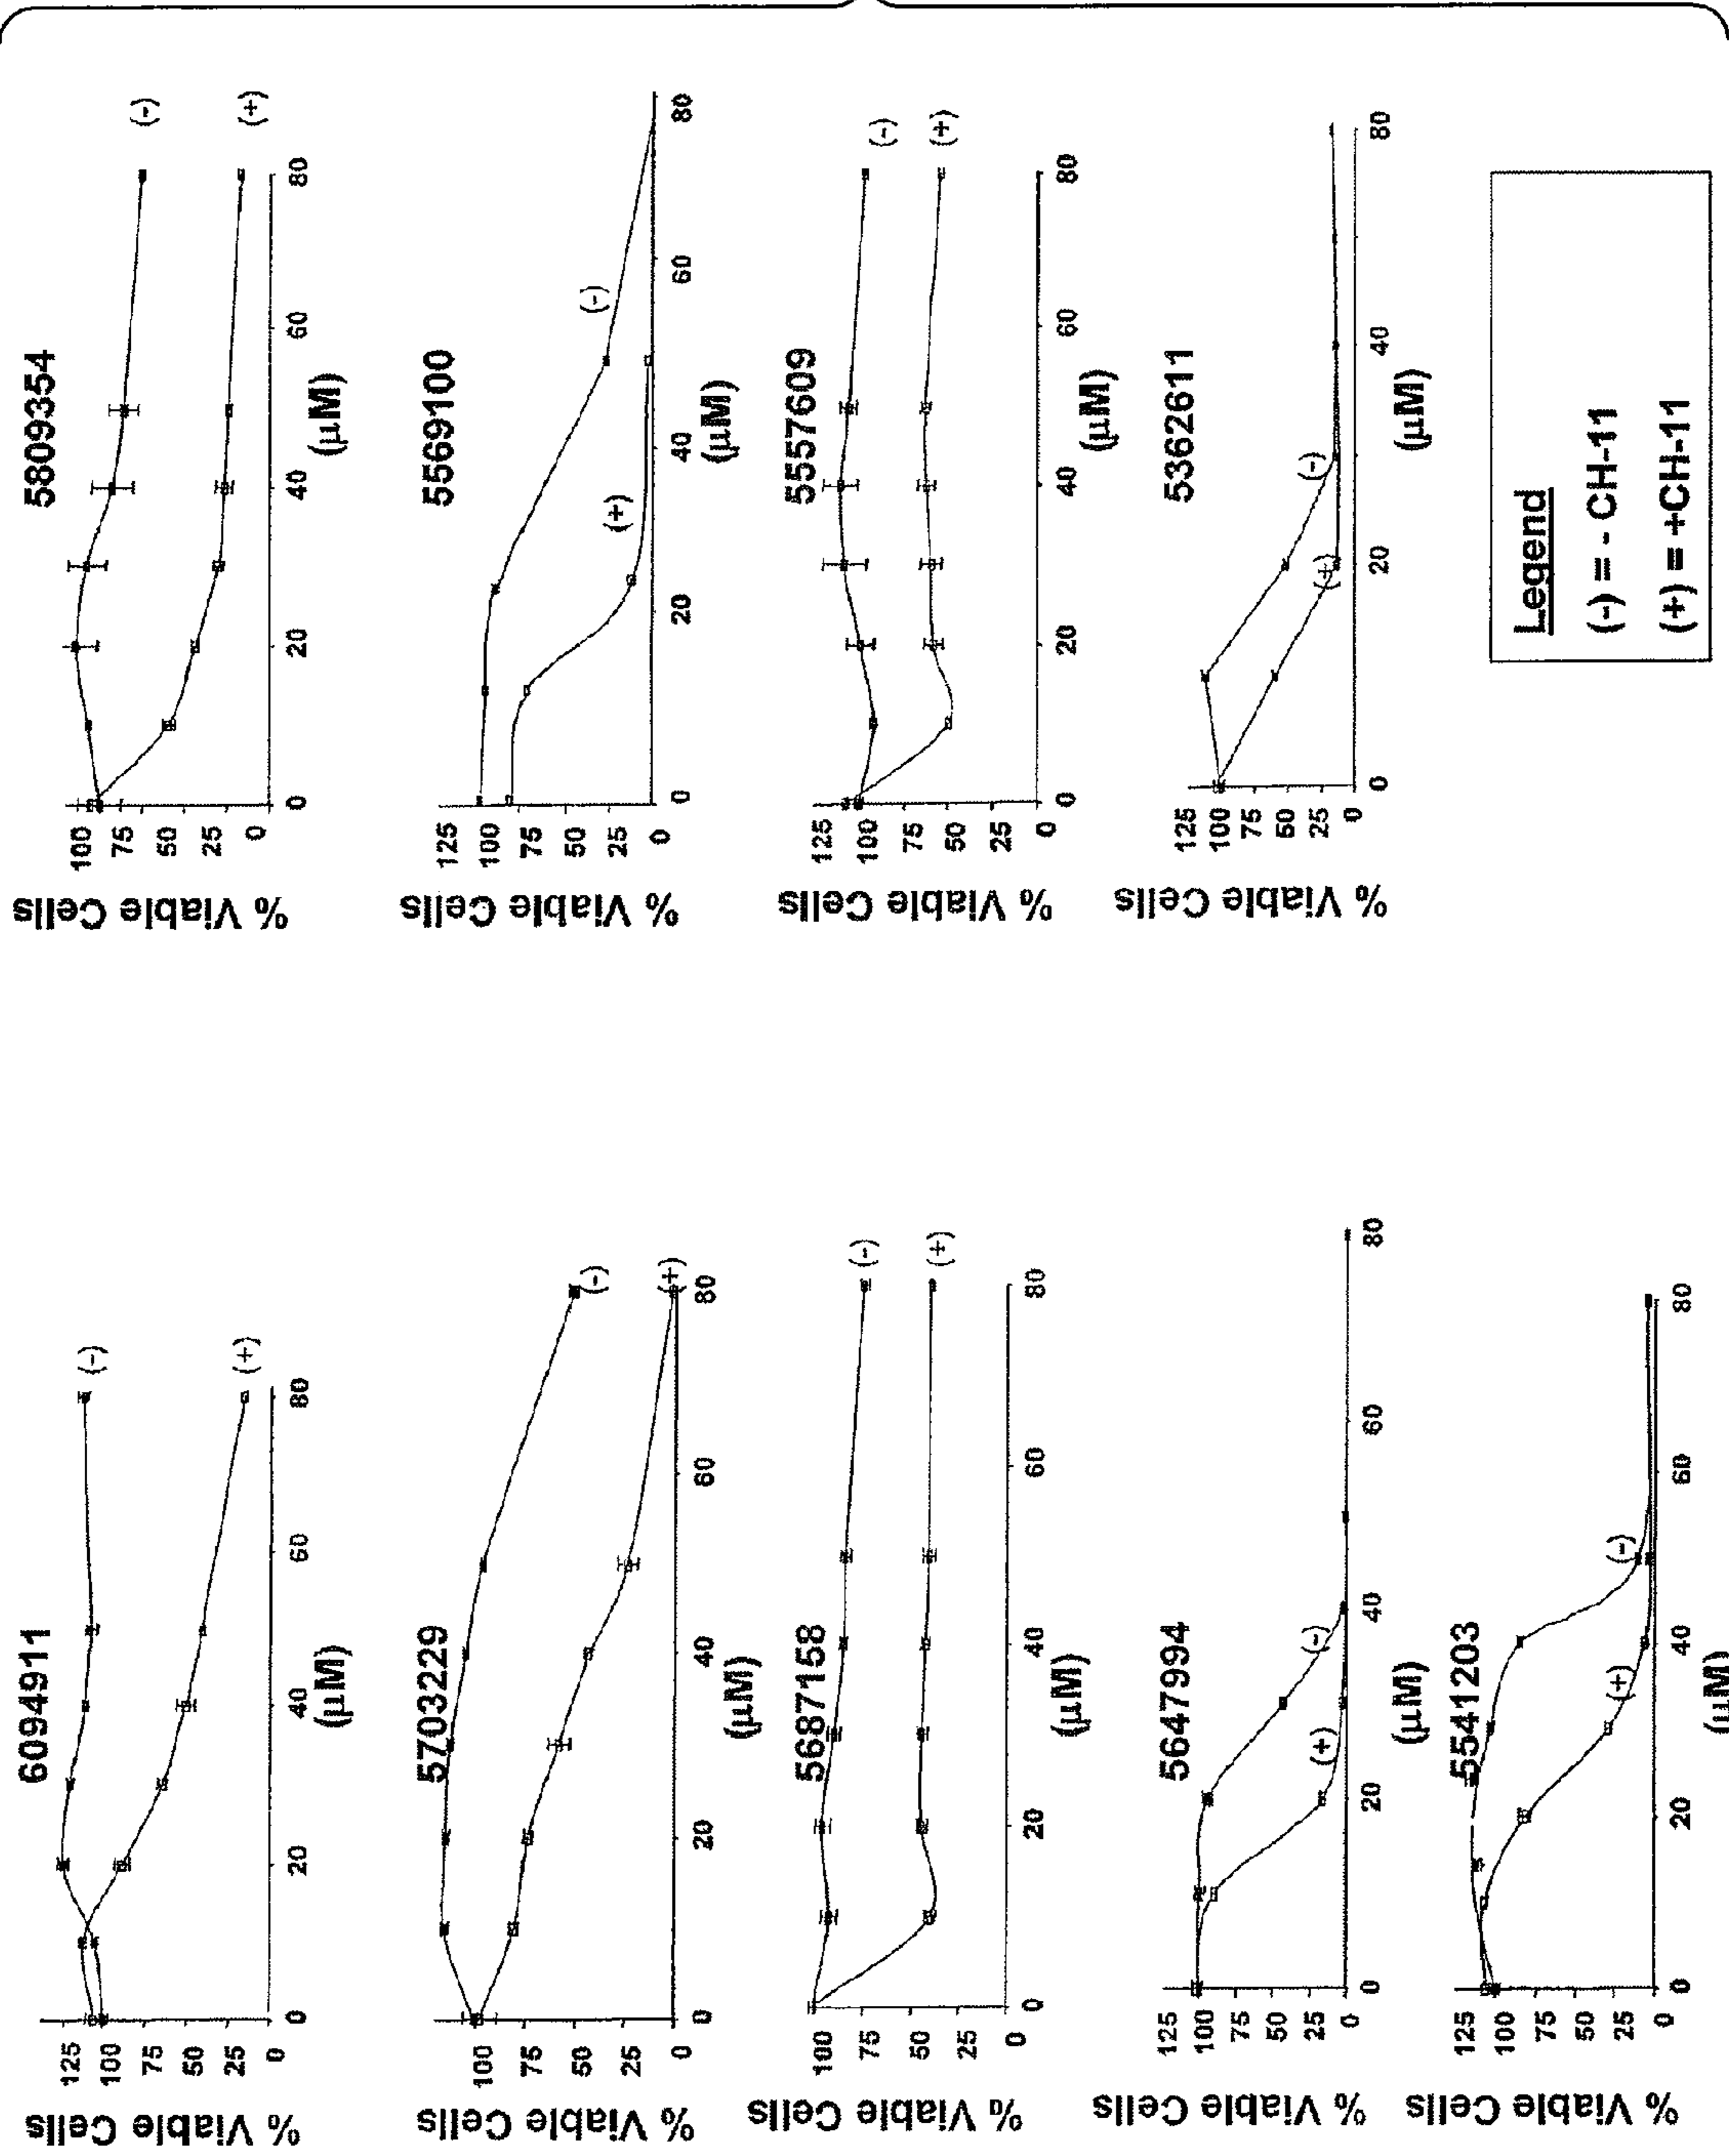 6094911
% Viable Cells
125
100
75
50
25
0
(-)
(+)
0 20 40 60 80
(µM)
5703229
% Viable Cells
100
75
50
25
0
(-)
(+)
0 20 40 60 80
(µM)
5687158
% Viable Cells
100
75
50
25
0
(-)
(+)
0 20 40 60 80
(µM)
5647994
% Viable Cells
125
100
75
50
25
0
(-)
(+)
0 20 40 60 80
(µM)
5541203
% Viable Cells
125
100
75
50
25
0
(-)
(+)
0 20 40 60 80
(µM)
5809354
% Viable Cells
100
75
50
25
0
(-)
(+)
0 20 40 60 80
(µM)
5569100
% Viable Cells
125
100
75
50
25
0
(-)
(+)
0 20 40 60 80
(µM)
5557609
% Viable Cells
125
100
75
50
25
0
(-)
(+)
0 20 40 60 80
(µM)
5362611
% Viable Cells
125
100
75
50
25
0
(-)
(+)
0 20 40 80
(µM)
Legend
(-) = - CH-11
(+) = +CH-11